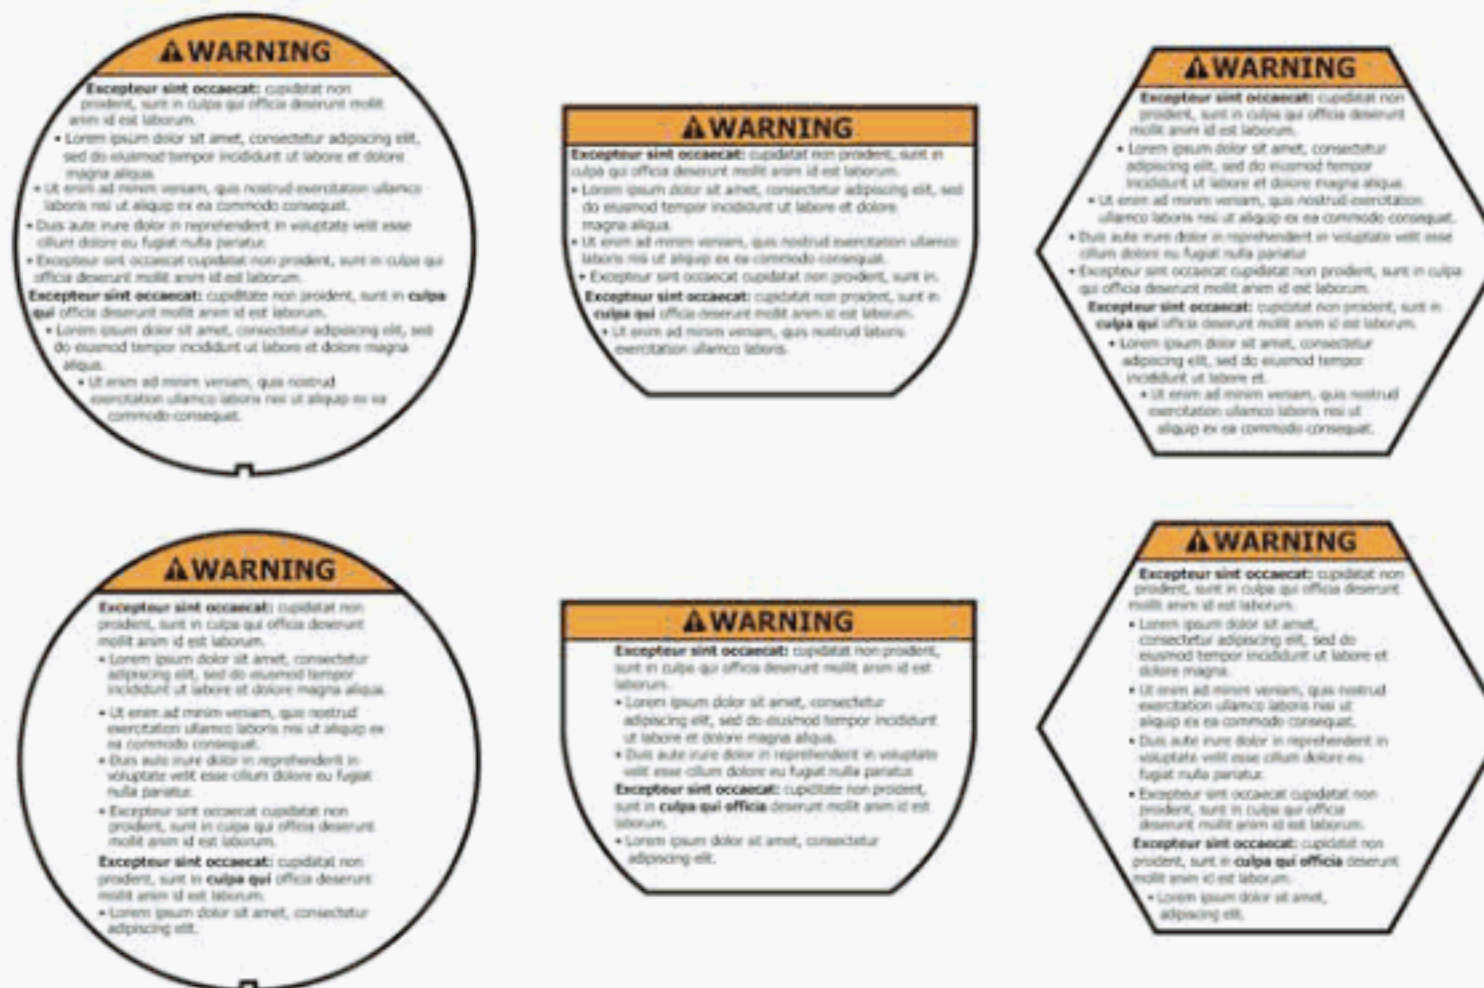 WARNING
Excepteur sint occaecat: cupidatat non
proident, sunt in culpa qui officia deserunt mollit
anim id est laborum.
• Lorem ipsum dolor sit amet, consectetur adipiscing elit,
sed do eiusmod tempor incididunt ut labore et dolore
magna aliqua.
• Ut enim ad minim veniam, quis nostrud exercitation ullamco
laboris nisi ut aliquip ex ea commodo consequat.
• Duis aute irure dolor in reprehenderit in voluptate velit esse
cillum dolore eu fugiat nulla pariatur.
• Excepteur sint occaecat cupidatat non proident, sunt in culpa qui
officia deserunt mollit anim id est laborum.
Excepteur sint occaecat: cupiditate non proident, sunt in culpa
qui officia deserunt mollit anim id est laborum.
• Lorem ipsum dolor sit amet, consectetur adipiscing elit, sed
do eiusmod tempor incididunt ut labore et dolore magna
aliqua.
• Ut enim ad minim veniam, quis nostrud
exercitation ullamco laboris nisi ut aliquip ex ea
commodo consequat.
WARNING
Excepteur sint occaecat: cupidatat non proident, sunt in
culpa qui officia deserunt mollit anim id est laborum.
• Lorem ipsum dolor sit amet, consectetur adipiscing elit, sed
do eiusmod tempor incididunt ut labore et dolore
magna aliqua.
• Ut enim ad minim veniam, quis nostrud exercitation ullamco
laboris nisi ut aliquip ex ea commodo consequat.
• Excepteur sint occaecat cupidatat non proident, sunt in.
Excepteur sint occaecat: cupidatat non proident, sunt in
culpa qui officia deserunt mollit anim id est laborum.
• Ut enim ad minim veniam, quis nostrud laboris
exercitation ullamco laboris.
WARNING
Excepteur sint occaecat: cupidatat non
proident, sunt in culpa qui officia deserunt
mollit anim id est laborum.
• Lorem ipsum dolor sit amet, consectetur
adipiscing elit, sed do eiusmod tempor
incididunt ut labore et dolore magna aliqua.
• Ut enim ad minim veniam, quis nostrud exercitation
ullamco laboris nisi ut aliquip ex ea commodo consequat.
• Duis aute irure dolor in reprehenderit in voluptate velit esse
cillum dolore eu fugiat nulla pariatur
• Excepteur sint occaecat cupidatat non proident, sunt in culpa
qui officia deserunt mollit anim id est laborum.
Excepteur sint occaecat: cupidatat non proident, sunt in
culpa qui officia deserunt mollit anim id est laborum.
• Lorem ipsum dolor sit amet, consectetur
adipiscing elit, sed do eiusmod tempor
incididunt ut labore et.
• Ut enim ad minim veniam, quis nostrud
exercitation ullamco laboris nisi ut
aliquip ex ea commodo consequat.
WARNING
Excepteur sint occaecat: cupidatat non
proident, sunt in culpa qui officia deserunt
mollit anim id est laborum.
• Lorem ipsum dolor sit amet, consectetur
adipiscing elit, sed do eiusmod tempor
incididunt ut labore et dolore magna aliqua.
• Ut enim ad minim veniam, quis nostrud
exercitation ullamco laboris nisi ut aliquip ex
ea commodo consequat.
• Duis aute irure dolor in reprehenderit in
voluptate velit esse cillum dolore eu fugiat
nulla pariatur.
• Excepteur sint occaecat cupidatat non
proident, sunt in culpa qui officia deserunt
mollit anim id est laborum.
Excepteur sint occaecat: cupidatat non
proident, sunt in culpa qui officia deserunt
mollit anim id est laborum.
• Lorem ipsum dolor sit amet, consectetur
adipiscing elit.
WARNING
Excepteur sint occaecat: cupidatat non proident,
sunt in culpa qui officia deserunt mollit anim id est
laborum.
• Lorem ipsum dolor sit amet, consectetur
adipiscing elit, sed do eiusmod tempor incididunt
ut labore et dolore magna aliqua.
• Duis aute irure dolor in reprehenderit in voluptate
velit esse cillum dolore eu fugiat nulla pariatur
Excepteur sint occaecat: cupiditate non proident,
sunt in culpa qui officia deserunt mollit anim id est
laborum.
• Lorem ipsum dolor sit amet, consectetur
adipiscing elit.
WARNING
Excepteur sint occaecat: cupidatat non
proident, sunt in culpa qui officia deserunt
mollit anim id est laborum.
• Lorem ipsum dolor sit amet,
consectetur adipiscing elit, sed do
eiusmod tempor incididunt ut labore et
dolore magna.
• Ut enim ad minim veniam, quis nostrud
exercitation ullamco laboris nisi ut
aliquip ex ea commodo consequat.
• Duis aute irure dolor in reprehenderit in
voluptate velit esse cillum dolore eu
fugiat nulla pariatur.
• Excepteur sint occaecat cupidatat non
proident, sunt in culpa qui officia
deserunt mollit anim id est laborum.
Excepteur sint occaecat: cupidatat non
proident, sunt in culpa qui officia deserunt
mollit anim id est laborum.
• Lorem ipsum dolor sit amet,
adipiscing elit.